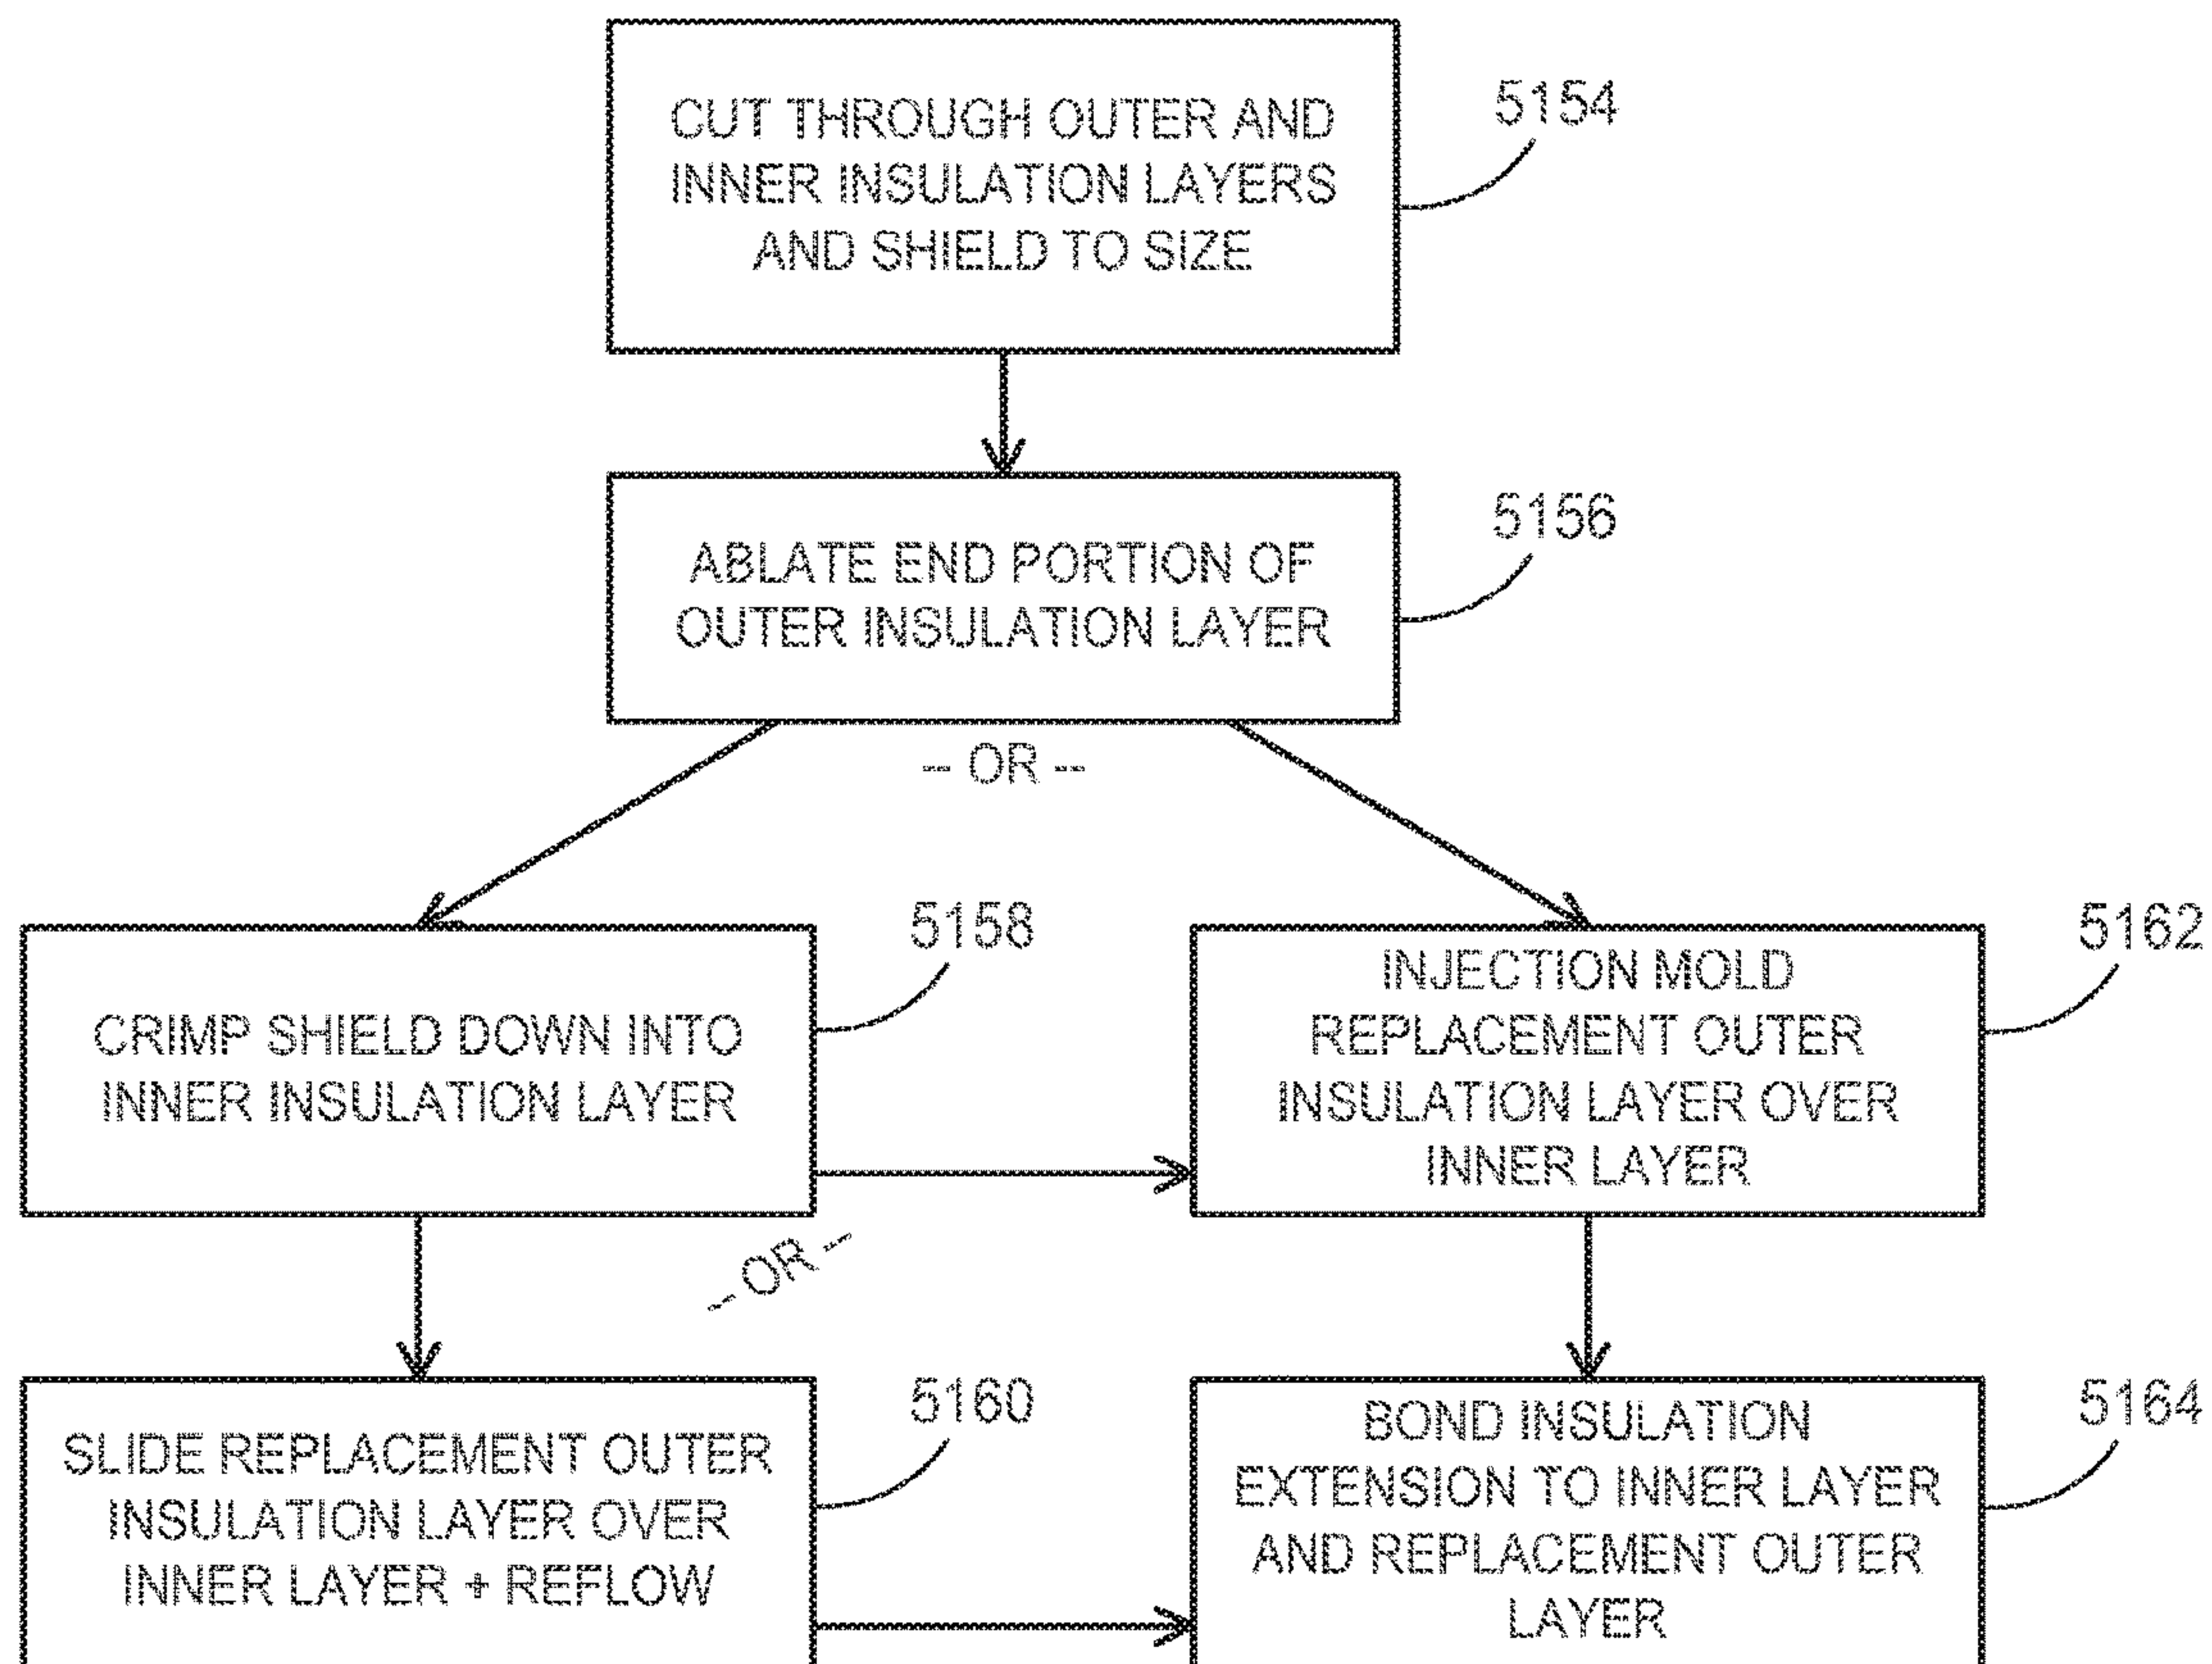 CUT THROUGH OUTER AND
INNER INSULATION LAYERS
AND SHIELD TO SIZE
5154
ABLATE END PORTION OF
OUTER INSULATION LAYER
5156
-- OR --
CRIMP SHIELD DOWN INTO
INNER INSULATION LAYER
5158
INJECTION MOLD
REPLACEMENT OUTER
INSULATION LAYER OVER
INNER LAYER
5162
-- OR --
SLIDE REPLACEMENT OUTER
INSULATION LAYER OVER
INNER LAYER + REFLOW
5160
BOND INSULATION
EXTENSION TO INNER LAYER
AND REPLACEMENT OUTER
LAYER
5164